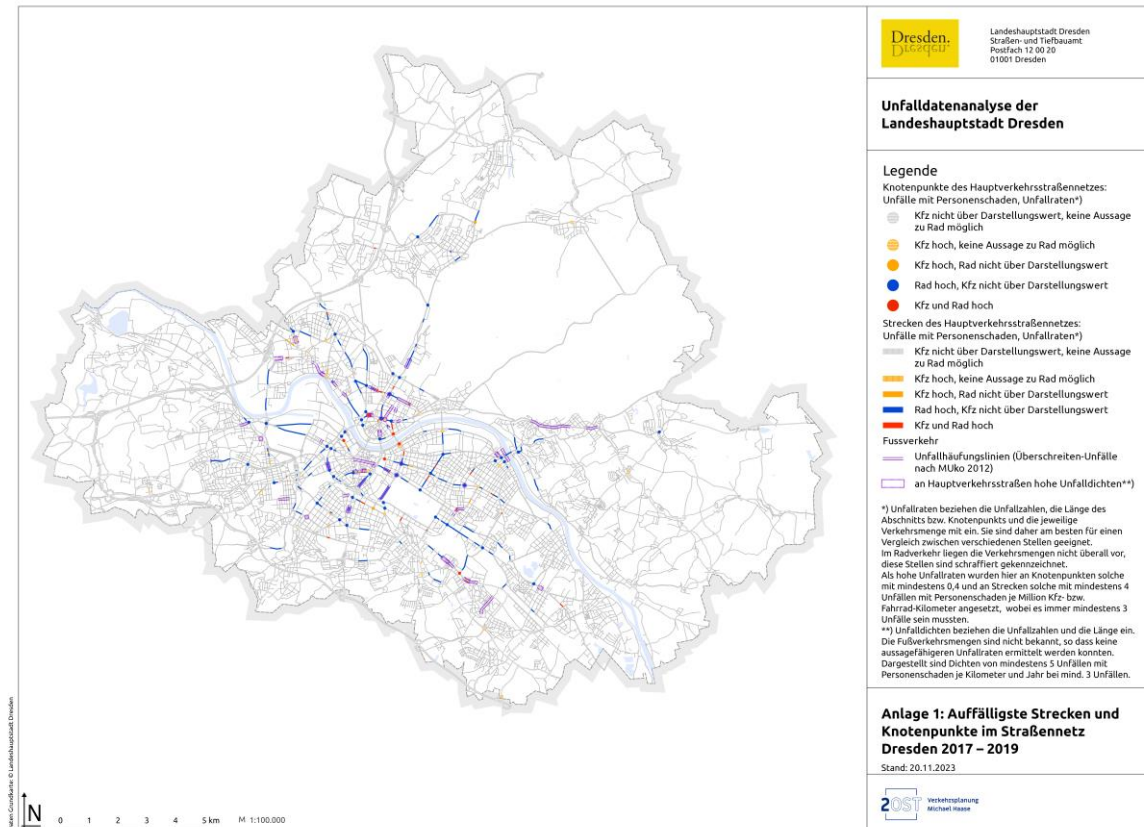 Dresden.
Dresden.
Landeshauptstadt Dresden
Straßen- und Tiefbauamt
Postfach 12 00 20
01001 Dresden
Unfalldatenanalyse der
Landeshauptstadt Dresden
Legende
Knotenpunkte des Hauptverkehrsstraßennetzes:
Unfälle mit Personenschaden, Unfallraten*)
Kfz nicht über Darstellungswert, keine Aussage
zu Rad möglich
Kfz hoch, keine Aussage zu Rad möglich
Kfz hoch, Rad nicht über Darstellungswert
Rad hoch, Kfz nicht über Darstellungswert
Kfz und Rad hoch
Strecken des Hauptverkehrsstraßennetzes:
Unfälle mit Personenschaden, Unfallraten*)
Kfz nicht über Darstellungswert, keine Aussage
zu Rad möglich
Kfz hoch, keine Aussage zu Rad möglich
Kfz hoch, Rad nicht über Darstellungswert
Rad hoch, Kfz nicht über Darstellungswert
Kfz und Rad hoch
Fussverkehr
Unfallhäufungslinien (Überschreiten-Unfälle
nach MUko 2012)
an Hauptverkehrsstraßen hohe Unfalldichten**)
*) Unfallraten beziehen die Unfallzahlen, die Länge des
Abschnitts bzw. Knotenpunkts und die jeweilige
Verkehrsmenge mit ein. Sie sind daher am besten für einen
Vergleich zwischen verschiedenen Stellen geeignet.
Im Radverkehr liegen die Verkehrsmengen nicht überall vor,
diese Stellen sind schraffiert gekennzeichnet.
Als hohe Unfallraten wurden hier an Knotenpunkten solche
mit mindestens 0,4 und an Strecken solche mit mindestens 4
Unfällen mit Personenschaden je Million Kfz- bzw.
Fahrrad-Kilometer angesetzt, wobei es immer mindestens 3
Unfälle sein mussten.
**) Unfalldichten beziehen die Unfallzahlen und die Länge ein.
Die Fußverkehrsmengen sind nicht bekannt, so dass keine
aussagefähigeren Unfallraten ermittelt werden konnten.
Dargestellt sind Dichten von mindestens 5 Unfällen mit
Personenschaden je Kilometer und Jahr bei mind. 3 Unfällen.
Anlage 1: Auffälligste Strecken und
Knotenpunkte im Straßennetz
Dresden 2017 – 2019
Stand: 20.11.2023
2OST
Verkehrsplanung
Michael Haase
Daten Grundkarte: © Landeshauptstadt Dresden
N
0 1 2 3 4 5 km M 1:100.000